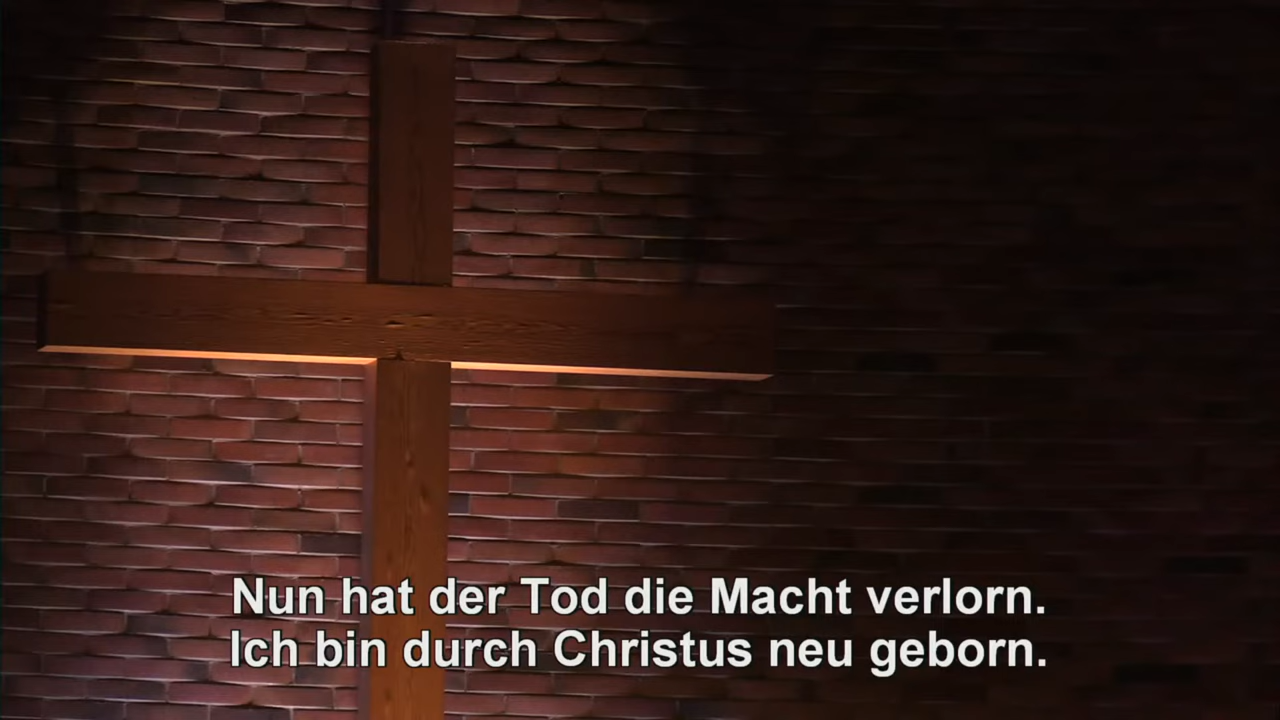 Nun hat der Tod die Macht verlorn.
Ich bin durch Christus neu geborn.